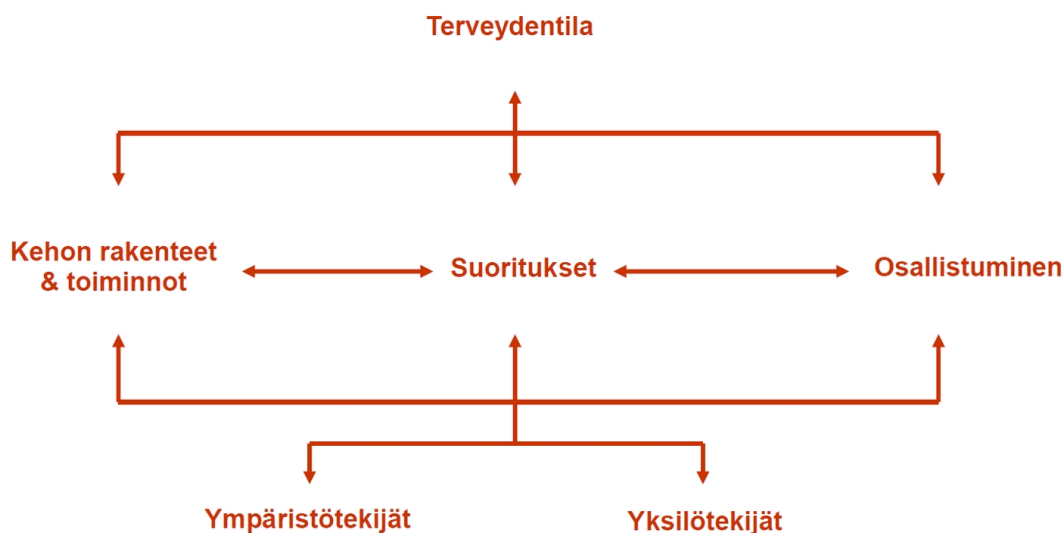 Terveydentila
Kehon rakenteet
& toiminnot
Suoritukset
Osallistuminen
Ympäristötekijät
Yksilötekijät